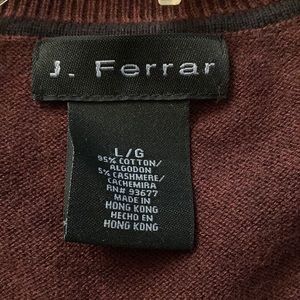 J. Ferrar
L/G
95% COTTON/
ALGODON
5% CASHMERE/
CACHEMIRA
RN# 93677
MADE IN
HONG KONG
HECHO EN
HONG KONG